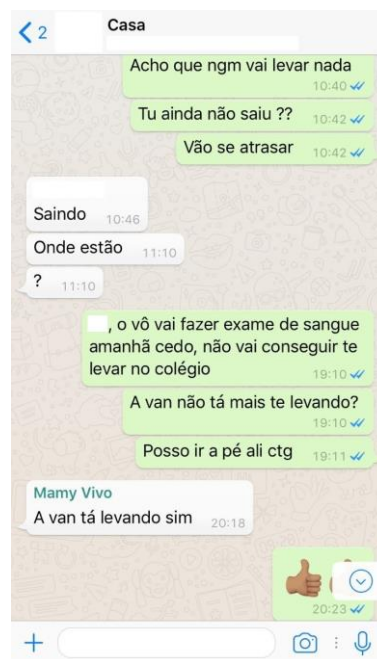 2
Casa
Acho que ngm vai levar nada
10:40
Tu ainda não saiu ?? 10:42
Vão se atrasar 10:42
Saindo 10:46
Onde estão 11:10
? 11:10
, o vô vai fazer exame de sangue
amanhã cedo, não vai conseguir te
levar no colégio 19:10
A van não tá mais te levando?
19:10
Posso ir a pé ali ctg 19:11
Mamy Vivo
A van tá levando sim 20:18
20:23